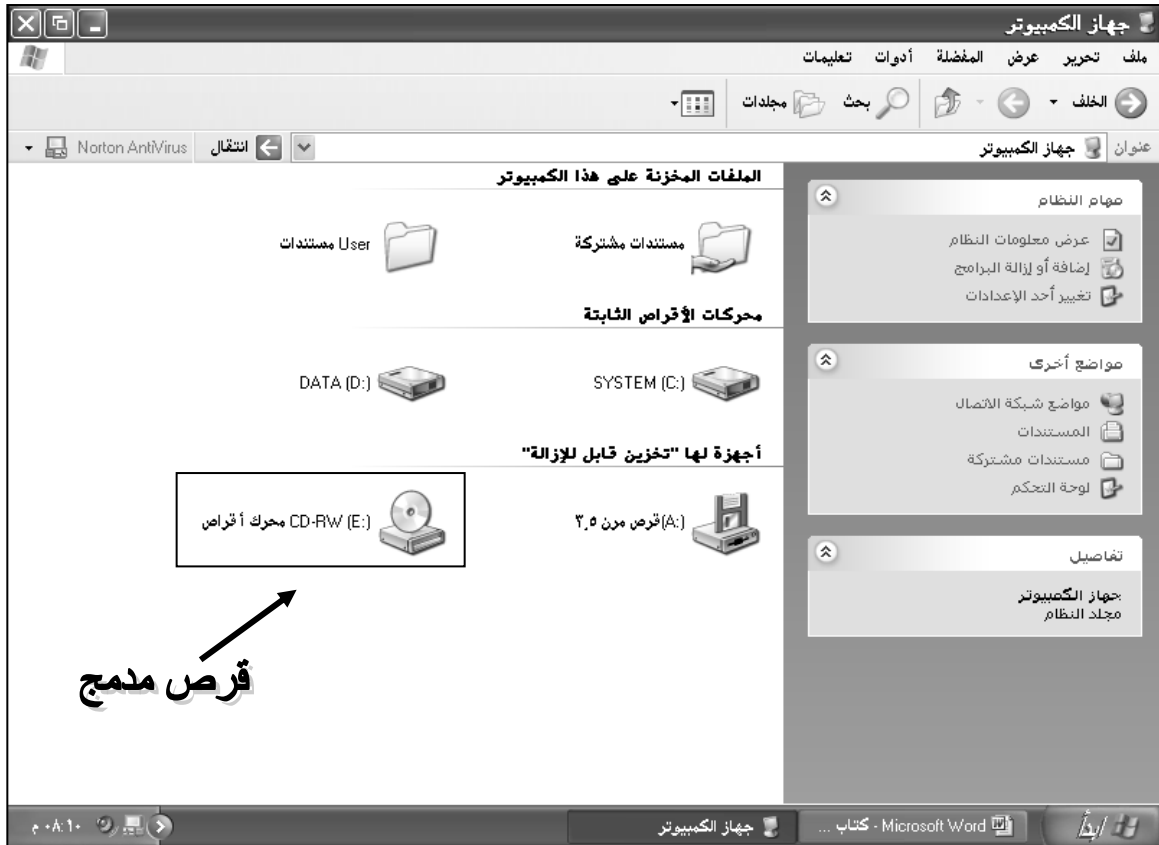 جهاز الكمبيوتر
ملف تحرير عرض المفضلة أدوات تعليمات
الخلف بحث مجلدات
عنوان جهاز الكمبيوتر انتقال Norton AntiVirus
مهام النظام
عرض معلومات النظام
إضافة أو إزالة البرامج
تغيير أحد الإعدادات
مواضع أخرى
مواضع شبكة الاتصال
المستندات
مستندات مشتركة
لوحة التحكم
تفاصيل
جهاز الكمبيوتر
مجلد النظام
الملفات المخزنة على هذا الكمبيوتر
مستندات مشتركة
مستندات User
محركات الأقراص الثابتة
SYSTEM (C:)
DATA (D:)
أجهزة لها "تخزين قابل للإزالة"
قرص مرن ٣٫٥ (A:)
محرك أقراص CD-RW (E:)
قرص مدمج
ابدأ
Microsoft Word - كتاب ...
جهاز الكمبيوتر
٠٨:١٠ م